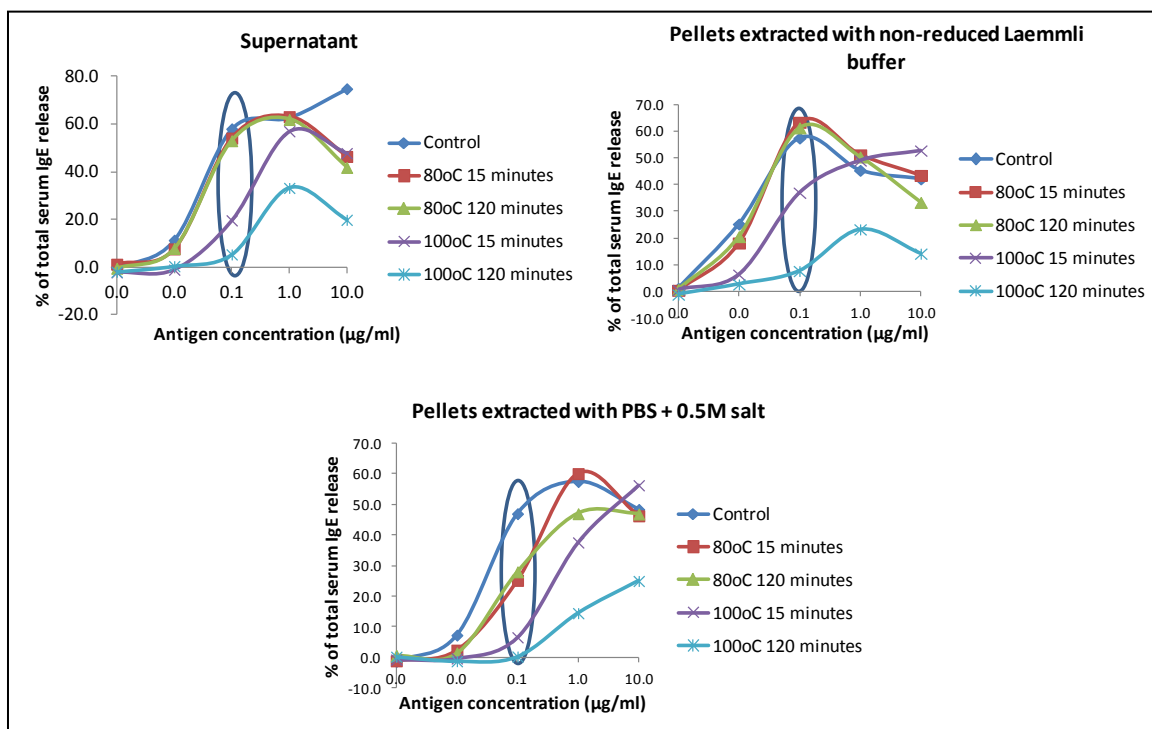 Supernatant
80.0
60.0
40.0
20.0
0.0
-20.0
0.0 0.0 0.1 1.0 10.0
% of total serum IgE release
Antigen concentration (µg/ml)
Control
80oC 15 minutes
80oC 120 minutes
100oC 15 minutes
100oC 120 minutes
Pellets extracted with non-reduced Laemmli
buffer
70.0
60.0
50.0
40.0
30.0
20.0
10.0
0.0
-10.0
0.0 0.0 0.1 1.0 10.0
% of total serum IgE release
Antigen concentration (µg/ml)
Control
80oC 15 minutes
80oC 120 minutes
100oC 15 minutes
100oC 120 minutes
Pellets extracted with PBS + 0.5M salt
70.0
60.0
50.0
40.0
30.0
20.0
10.0
0.0
-10.0
0.0 0.0 0.1 1.0 10.0
% of total serum IgE release
Antigen concentration (µg/ml)
Control
80oC 15 minutes
80oC 120 minutes
100oC 15 minutes
100oC 120 minutes